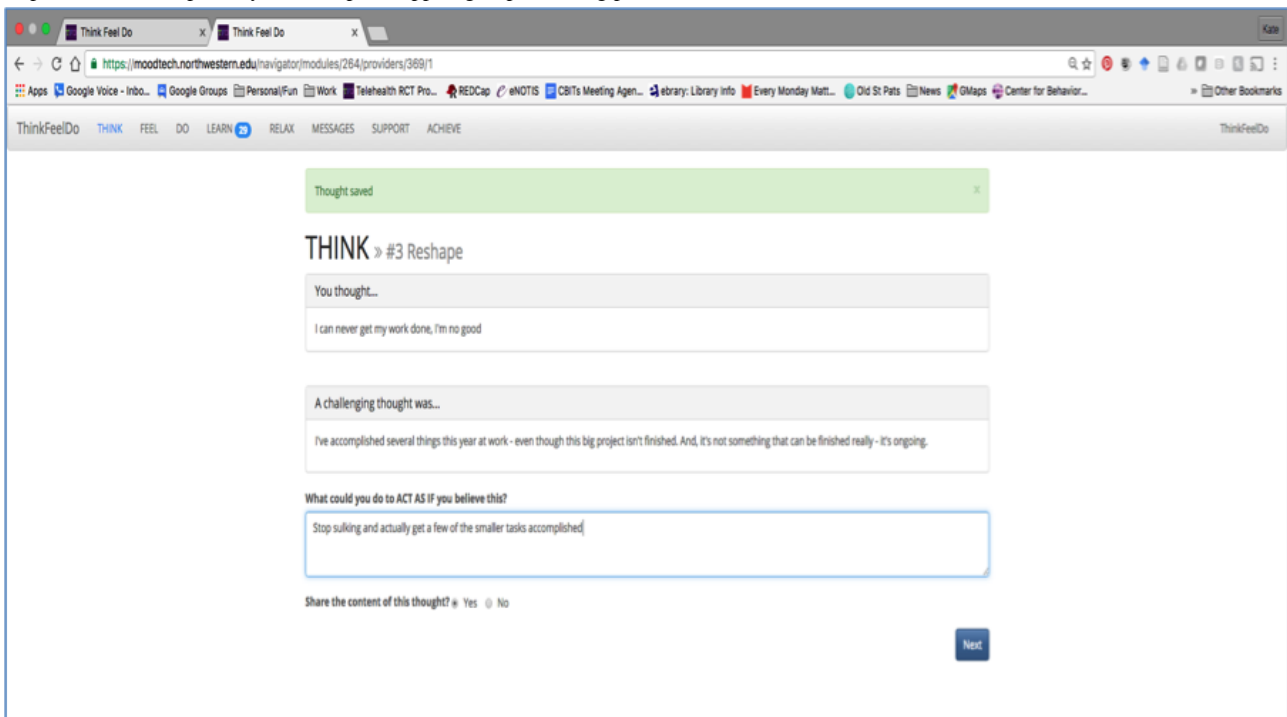 Think Feel Do x Think Feel Do x Kate
https://moodtech.northwestern.edu/navigator/modules/264/providers/369/1
Apps Google Voice - Inbo... Google Groups Personal/Fun Work Telehealth RCT Pro... REDCap eNOTIS CBITs Meeting Agen... ebrary: Library Info Every Monday Matt... Old St Pats News GMaps Center for Behavior... » Other Bookmarks
ThinkFeelDo THINK FEEL DO LEARN 29 RELAX MESSAGES SUPPORT ACHIEVE ThinkFeelDo
Thought saved x
THINK » #3 Reshape
You thought...
I can never get my work done, I'm no good
A challenging thought was...
I've accomplished several things this year at work - even though this big project isn't finished. And, it's not something that can be finished really - it's ongoing.
What could you do to ACT AS IF you believe this?
Stop sulking and actually get a few of the smaller tasks accomplished
Share the content of this thought? Yes No
Next